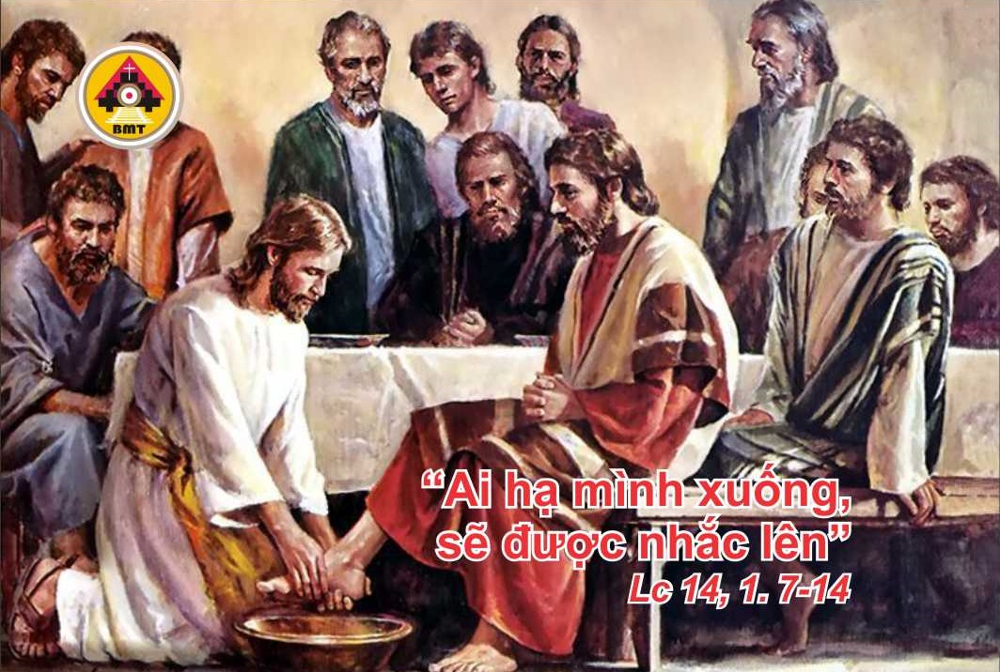 BMT
“Ai hạ mình xuống,
sẽ được nhắc lên”
Lc 14, 1. 7-14